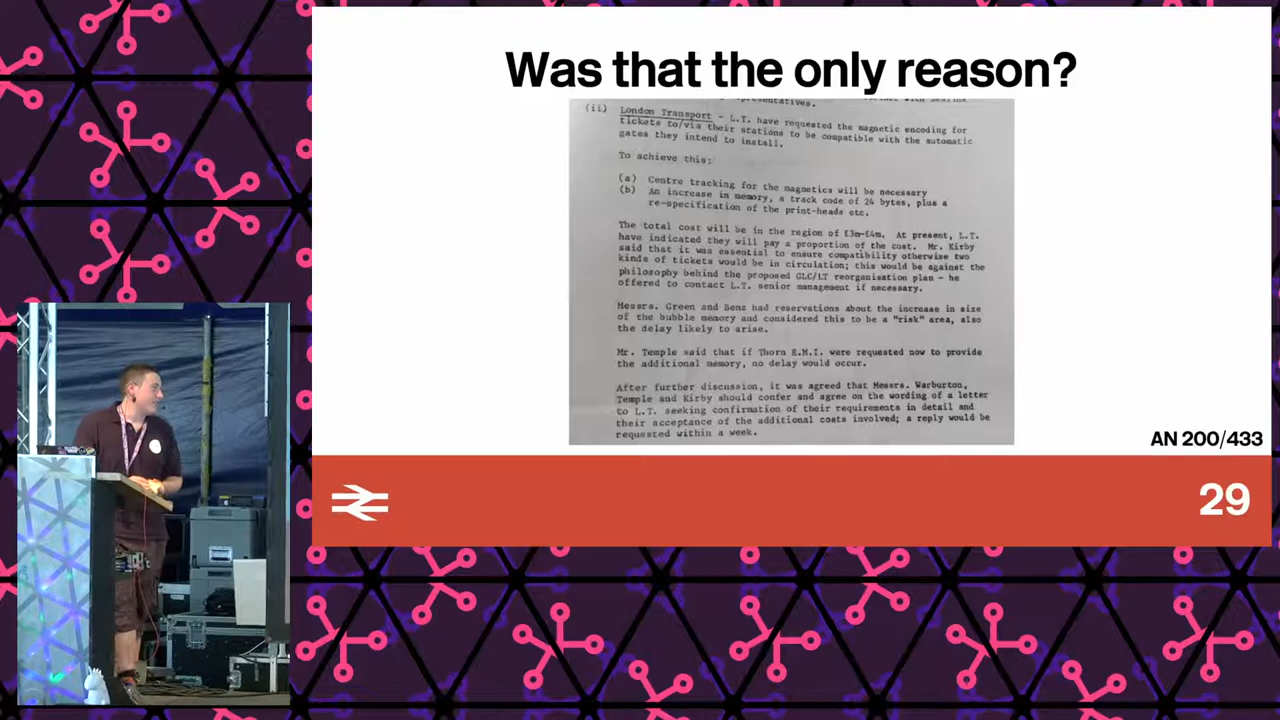 Was that the only reason?
(ii) London Transport - L.T. have requested the magnetic encoding for
tickets to/via their stations to be compatible with the automatic
gates they intend to install.
To achieve this:
(a) Centre tracking for the magnetics will be necessary
(b) An increase in memory, a track code of 24 bytes, plus a
re-specification of the print-heads etc.
The total cost will be in the region of £3m-£4m. At present, L.T.
have indicated they will pay a proportion of the cost. Mr. Kirby
said that it was essential to ensure compatibility otherwise two
kinds of tickets would be in circulation; this would be against the
philosophy behind the proposed GLC/LT reorganisation plan - he
offered to contact L.T. senior management if necessary.
Messrs. Green and Benz had reservations about the increase in size
of the bubble memory and considered this to be a "risk" area, also
the delay likely to arise.
Mr. Temple said that if Thorn E.M.I. were requested now to provide
the additional memory, no delay would occur.
After further discussion, it was agreed that Messrs. Warburton,
Temple and Kirby should confer and agree on the wording of a letter
to L.T. seeking confirmation of their requirements in detail and
their acceptance of the additional costs involved; a reply would be
requested within a week.
AN 200/433
29